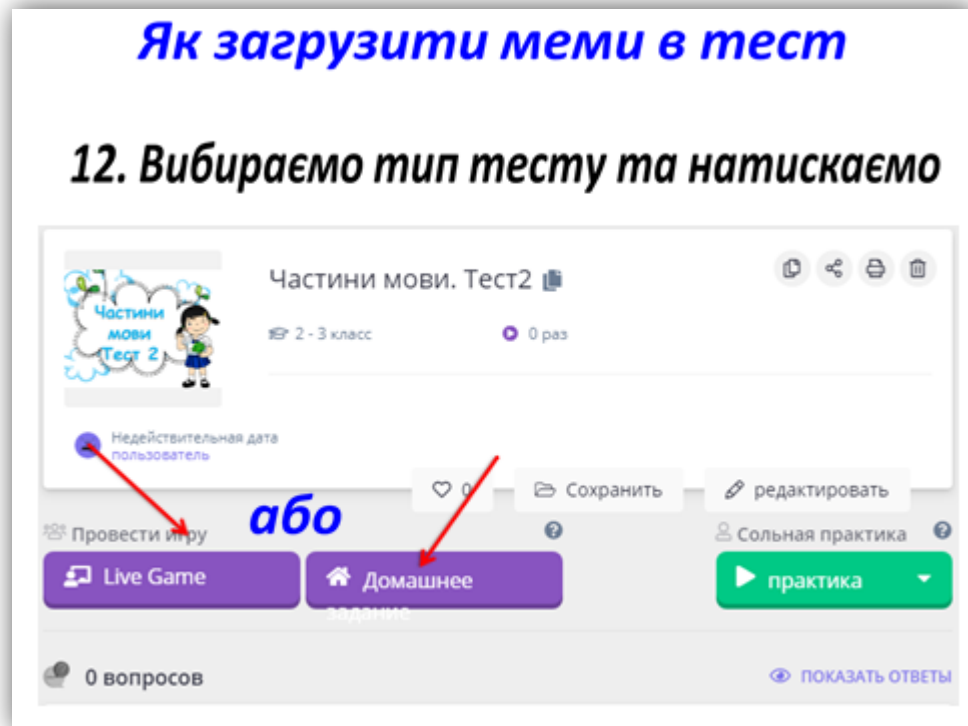 Як загрузити меми в тест
12. Вибираємо тип тесту та натискаємо
Частини мови. Тест2
Частини
мови
Тест 2
2 - 3 класс
0 раз
Недействительная дата
пользователь
0
Сохранить
редактировать
або
Провести игру
Сольная практика
Live Game
Домашнее
задание
практика
0 вопросов
ПОКАЗАТЬ ОТВЕТЫ